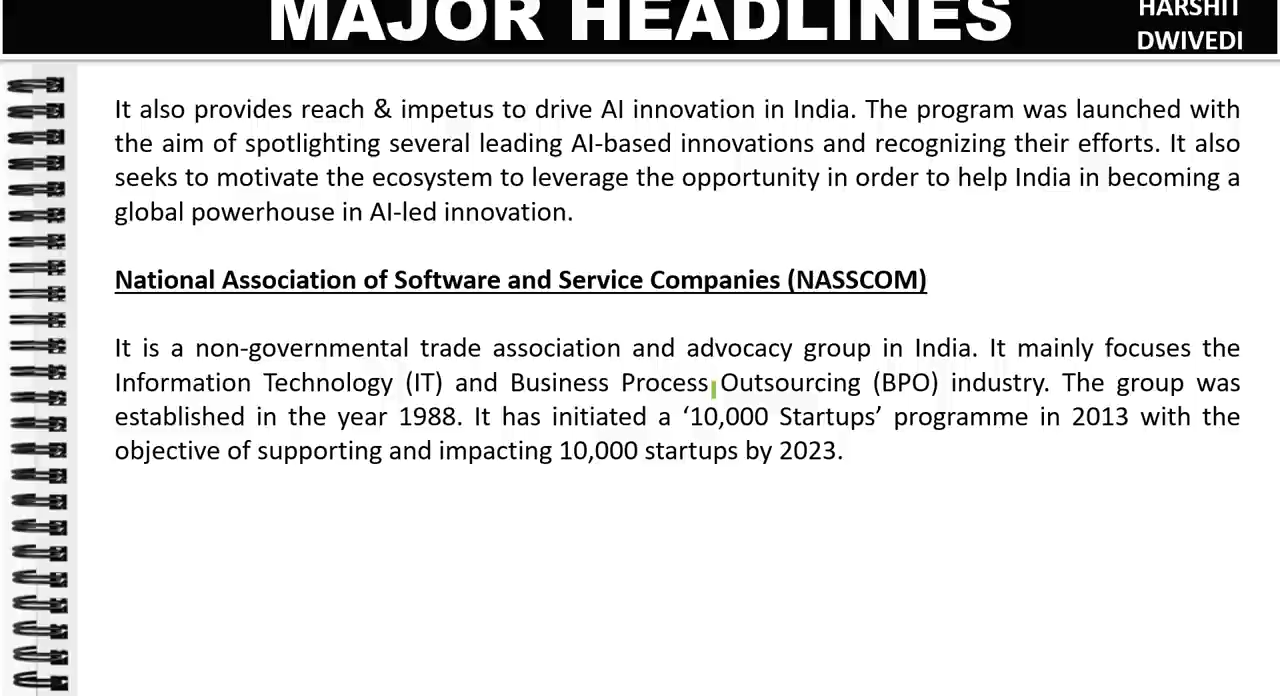 MAJOR HEADLINES
HARSHIT
DWIVEDI
It also provides reach & impetus to drive AI innovation in India. The program was launched with
the aim of spotlighting several leading AI-based innovations and recognizing their efforts. It also
seeks to motivate the ecosystem to leverage the opportunity in order to help India in becoming a
global powerhouse in AI-led innovation.
National Association of Software and Service Companies (NASSCOM)
It is a non-governmental trade association and advocacy group in India. It mainly focuses the
Information Technology (IT) and Business Process Outsourcing (BPO) industry. The group was
established in the year 1988. It has initiated a ‘10,000 Startups’ programme in 2013 with the
objective of supporting and impacting 10,000 startups by 2023.